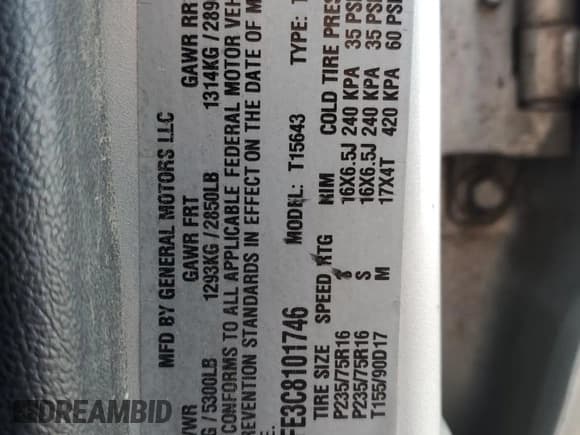 MFD BY GENERAL MOTORS LLC
VWR GAWR FRT GAWR RR
G / 5300LB 1293KG / 2850LB 1314KG / 289
CONFORMS TO ALL APPLICABLE FEDERAL MOTOR VEH
REVENTION STANDARDS IN EFFECT ON THE DATE OF M
FE3C8101746 MODEL: T15643 TYPE: T
TIRE SIZE SPEED RTG RIM COLD TIRE PRES
P235/75R16 S 16X6.5J 240 KPA 35 PSI
P235/75R16 S 16X6.5J 240 KPA 35 PSI
T155/90D17 M 17X4T 420 KPA 60 PSI
DREAMBID